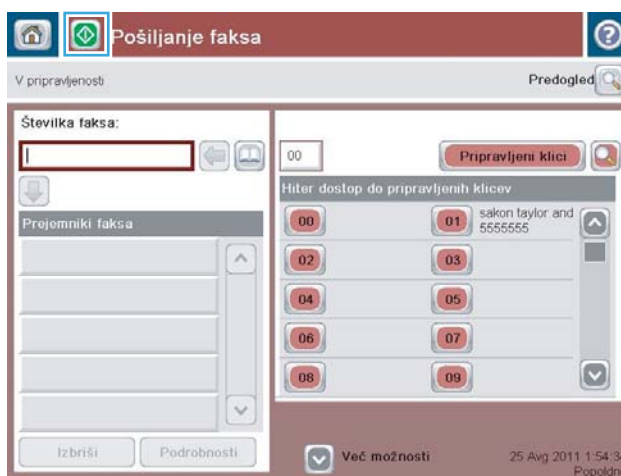 Pošiljanje faksa
V pripravljenosti
Predogled
Številka faksa:
00
Pripravljeni klici
Hiter dostop do pripravljenih klicev
Prejemniki faksa
00
01 sakon taylor and
5555555
02
03
04
05
06
07
08
09
Izbriši
Podrobnosti
Več možnosti
25 Avg 2011 1:54:3
Popoldn